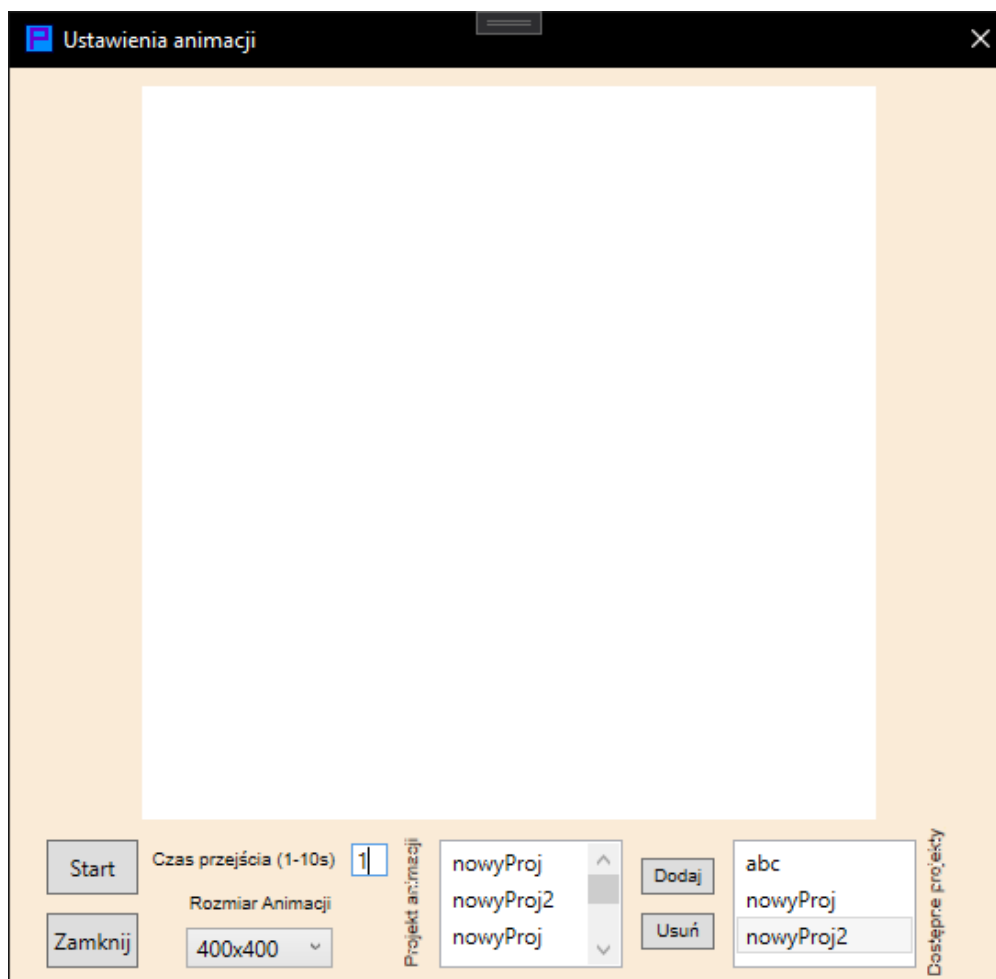 P Ustawienia animacji
Start
Zamknij
Czas przejścia (1-10s) 1
Rozmiar Animacji
400x400
Projekt animacji
nowyProj
nowyProj2
nowyProj
Dodaj
Usuń
abc
nowyProj
nowyProj2
Dostępne projekty